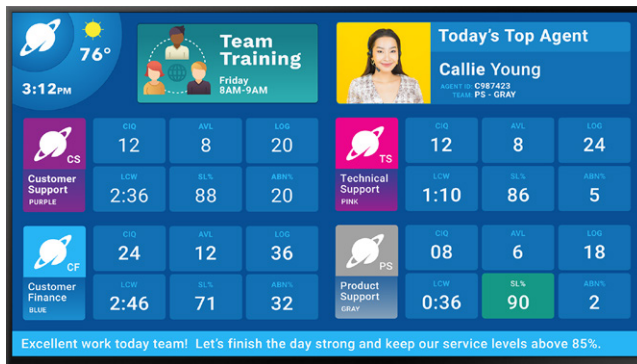 76°
3:12PM
Team
Training
Friday
8AM-9AM
Today's Top Agent
Callie Young
AGENT ID: C987423
TEAM: PS - GRAY
CS
Customer
Support
PURPLE
CIQ AVL LOG
12 8 20
LCW SL% ABN%
2:36 88 20
TS
Technical
Support
PINK
CIQ AVL LOG
12 8 24
LCW SL% ABN%
1:10 86 5
CF
Customer
Finance
BLUE
CIQ AVL LOG
24 12 36
LCW SL% ABN%
2:46 71 32
PS
Product
Support
GRAY
CIQ AVL LOG
08 6 18
LCW SL% ABN%
0:36 90 2
Excellent work today team! Let's finish the day strong and keep our service levels above 85%.